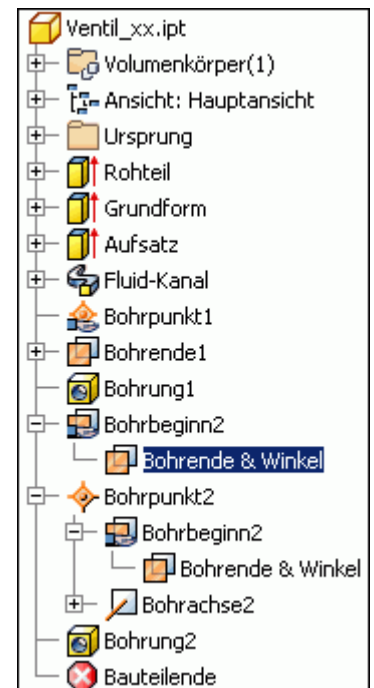 Ventil_xx.ipt
Volumenkörper(1)
Ansicht: Hauptansicht
Ursprung
Rohteil
Grundform
Aufsatz
Fluid-Kanal
Bohrpunkt1
Bohrende1
Bohrung1
Bohrbeginn2
Bohrende & Winkel
Bohrpunkt2
Bohrbeginn2
Bohrende & Winkel
Bohrachse2
Bohrung2
Bauteilende